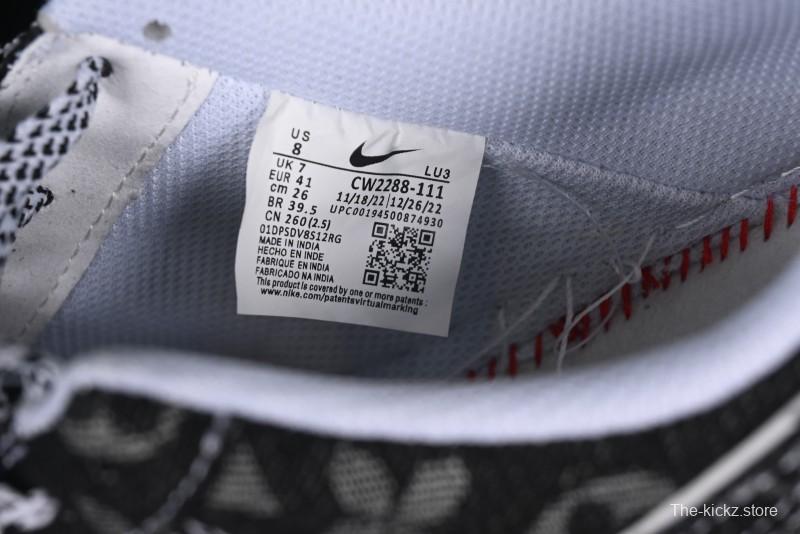 US
8
LU3
UK 7
CW2288-111
EUR 41
11/18/22 | 12/26/22
cm 26
UPC00194500874930
BR 39.5
CN 260 (2.5)
01DPSDV8S12RG
MADE IN INDIA
HECHO EN INDE
FABRIQUE EN INDIA
FABRICADO NA INDIA
This product is covered by one or more patents :
www.nike.com/patentsvirtualmarking
The-kickz.store